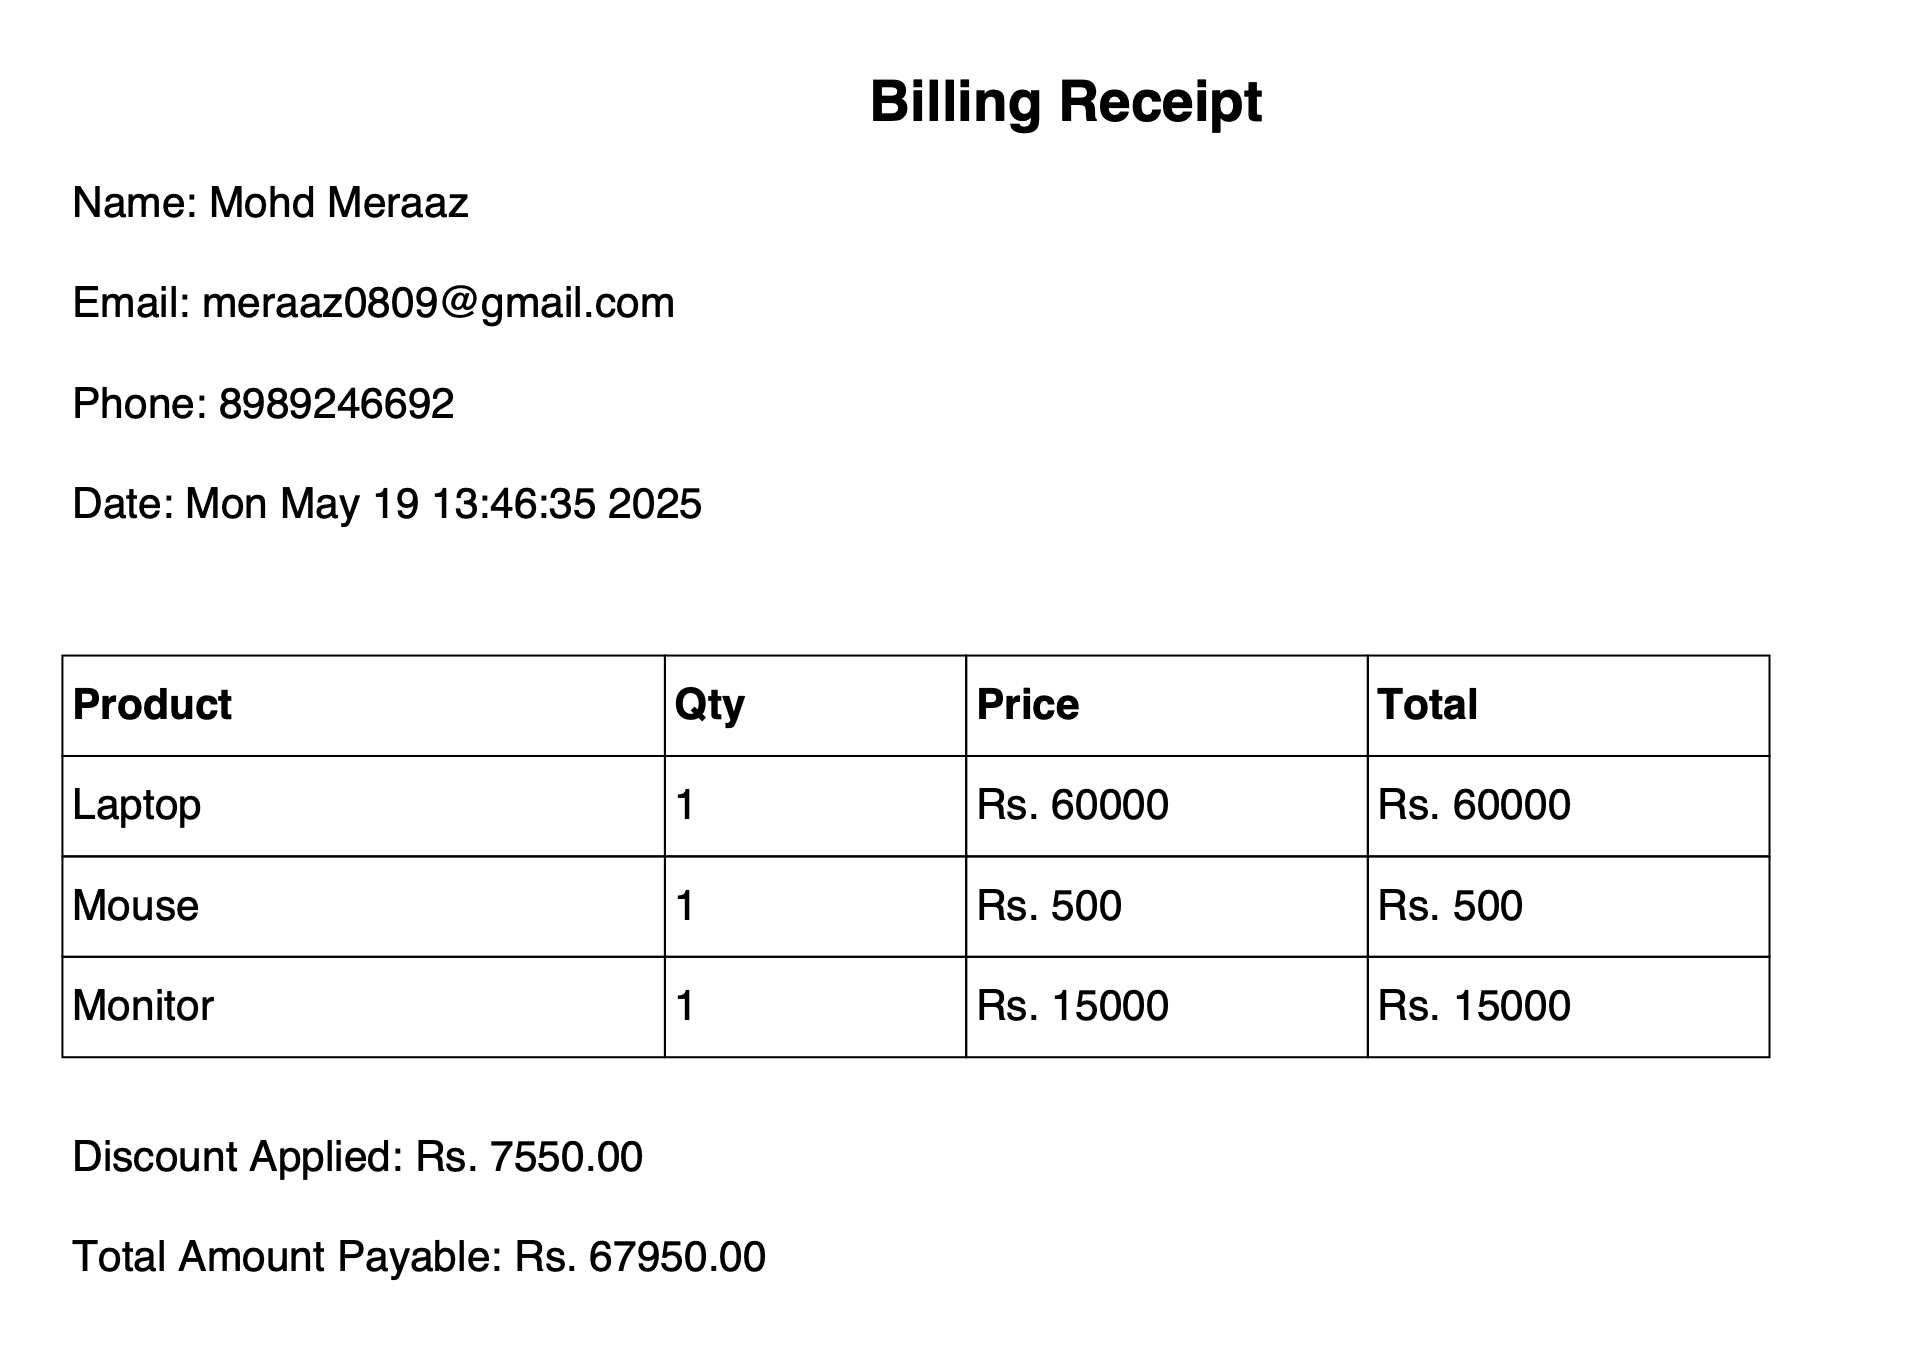 Billing Receipt
Name: Mohd Meraaz
Email: meraaz0809@gmail.com
Phone: 8989246692
Date: Mon May 19 13:46:35 2025
Product Qty Price Total
Laptop 1 Rs. 60000 Rs. 60000
Mouse 1 Rs. 500 Rs. 500
Monitor 1 Rs. 15000 Rs. 15000
Discount Applied: Rs. 7550.00
Total Amount Payable: Rs. 67950.00